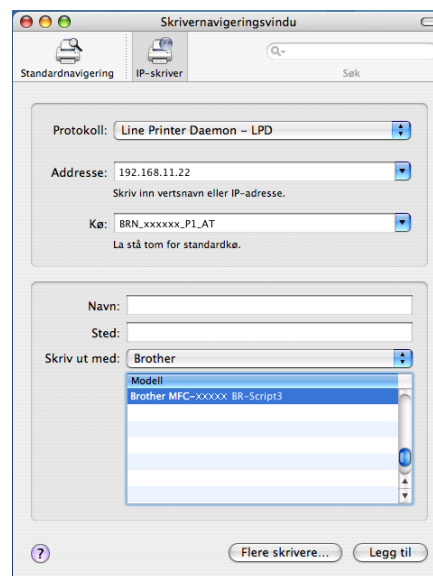 Skrivernavigeringsvindu
Standardnavigering IP-skriver Søk
Protokoll: Line Printer Daemon – LPD
Addresse: 192.168.11.22
Skriv inn vertsnavn eller IP-adresse.
Kø: BRN_xxxxxx_P1_AT
La stå tom for standardkø.
Navn:
Sted:
Skriv ut med: Brother
Modell
Brother MFC-XXXXX BR-Script3
? Flere skrivere... Legg til